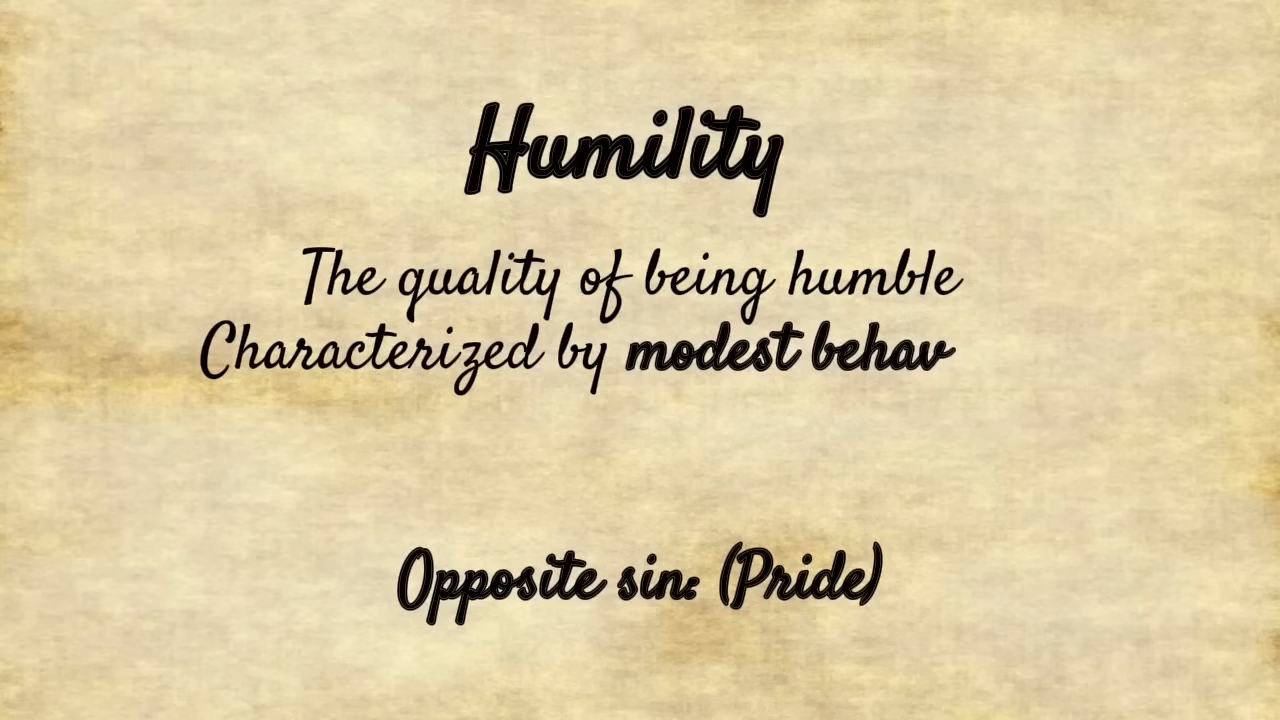 Humility
The quality of being humble
Characterized by modest behav
Opposite sin: (Pride)